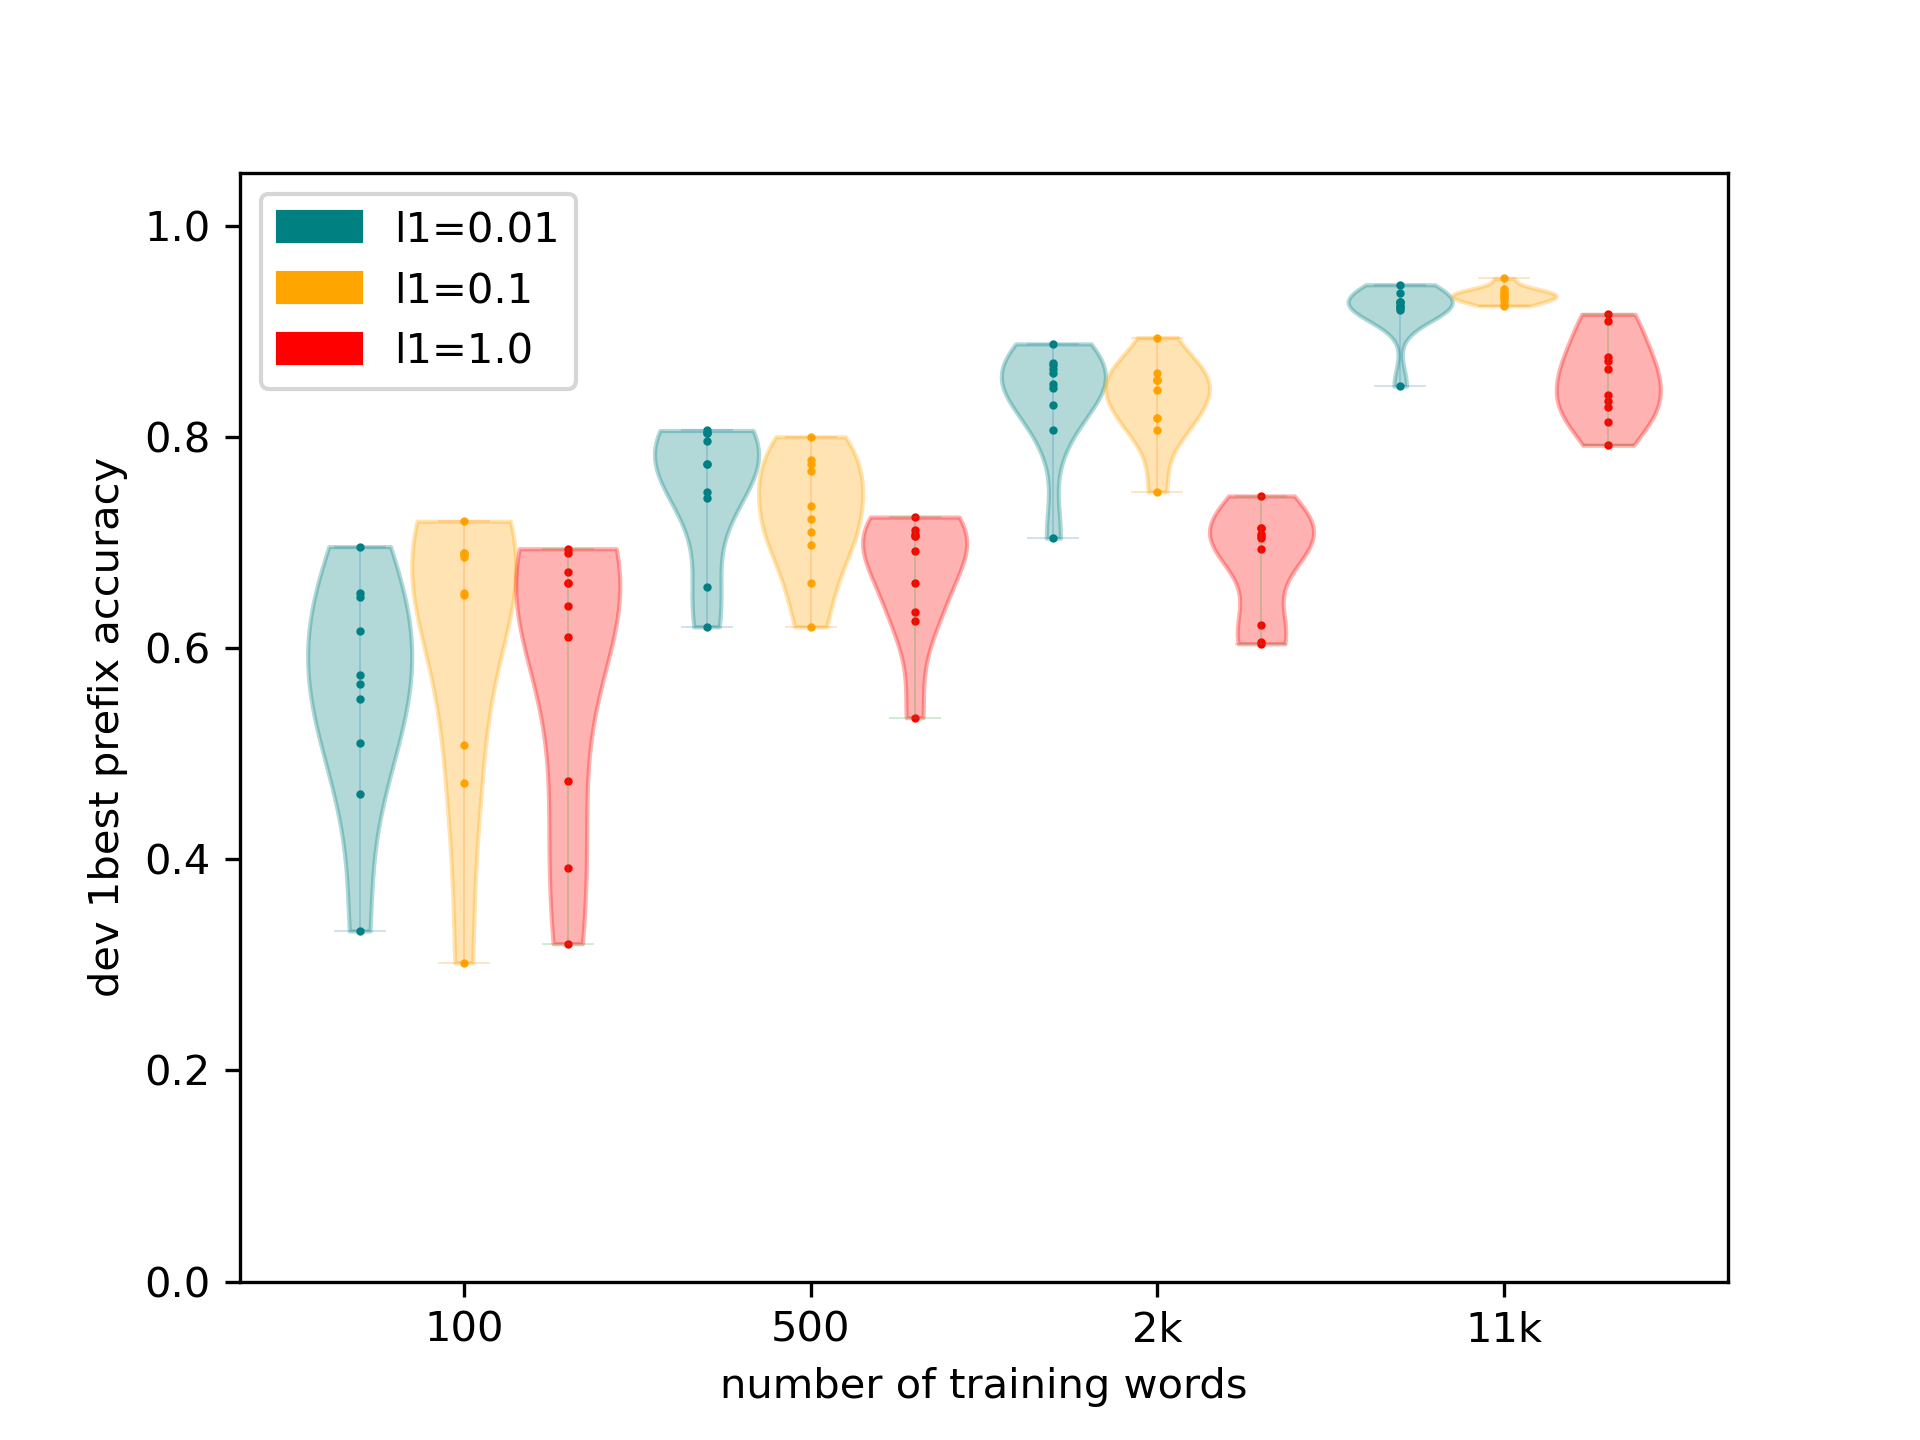 l1=0.01
l1=0.1
l1=1.0
1.0
0.8
0.6
0.4
0.2
0.0
dev 1best prefix accuracy
100 500 2k 11k
number of training words